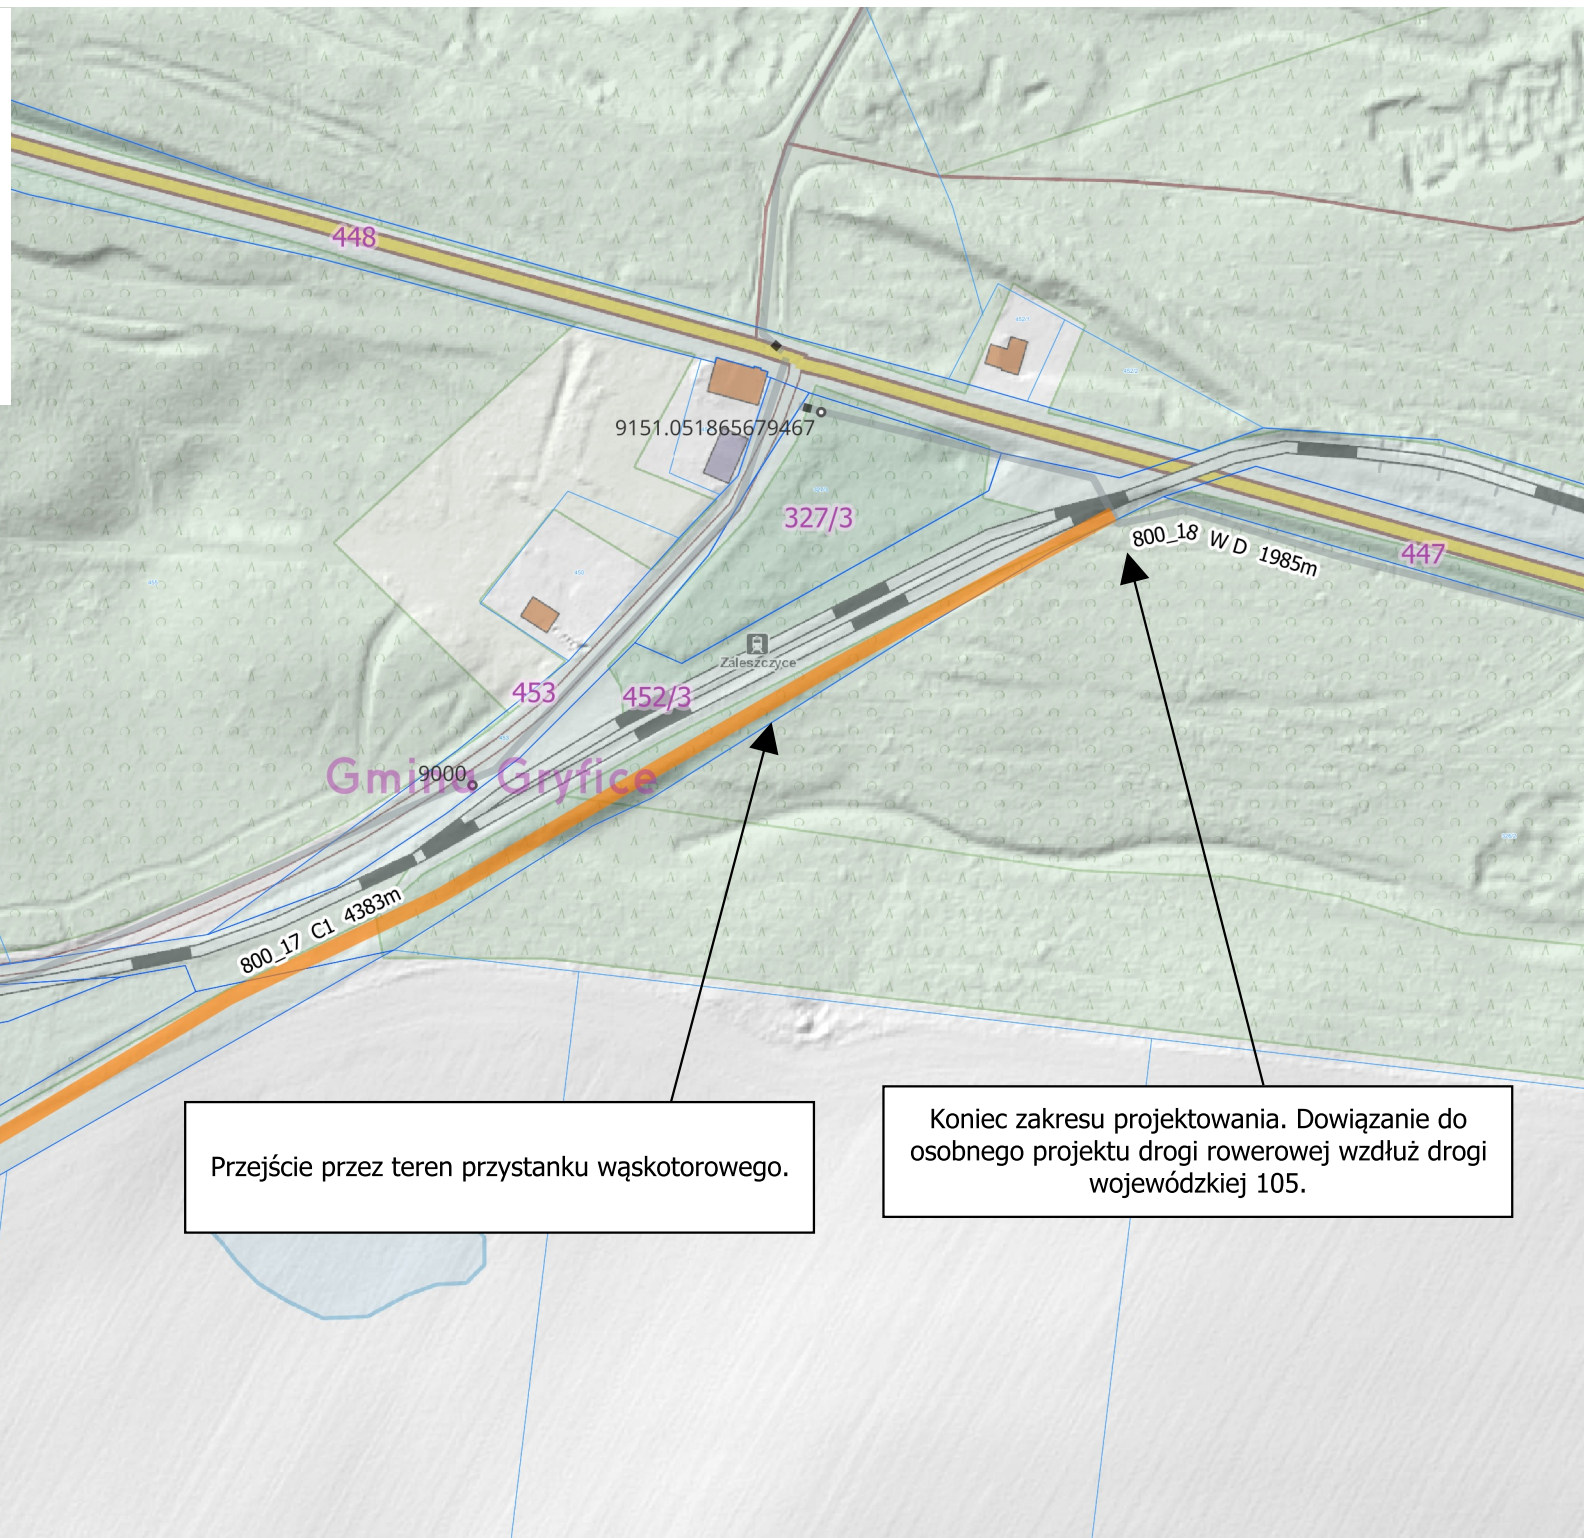 448
9151.051865679467
327/3
800_18 W D 1985m
447
Zaleszczyce
453
452/3
Gmina Gryfice
9000
800_17 C1 4383m
Przejście przez teren przystanku wąskotorowego.
Koniec zakresu projektowania. Dowiązanie do
osobnego projektu drogi rowerowej wzdłuż drogi
wojewódzkiej 105.